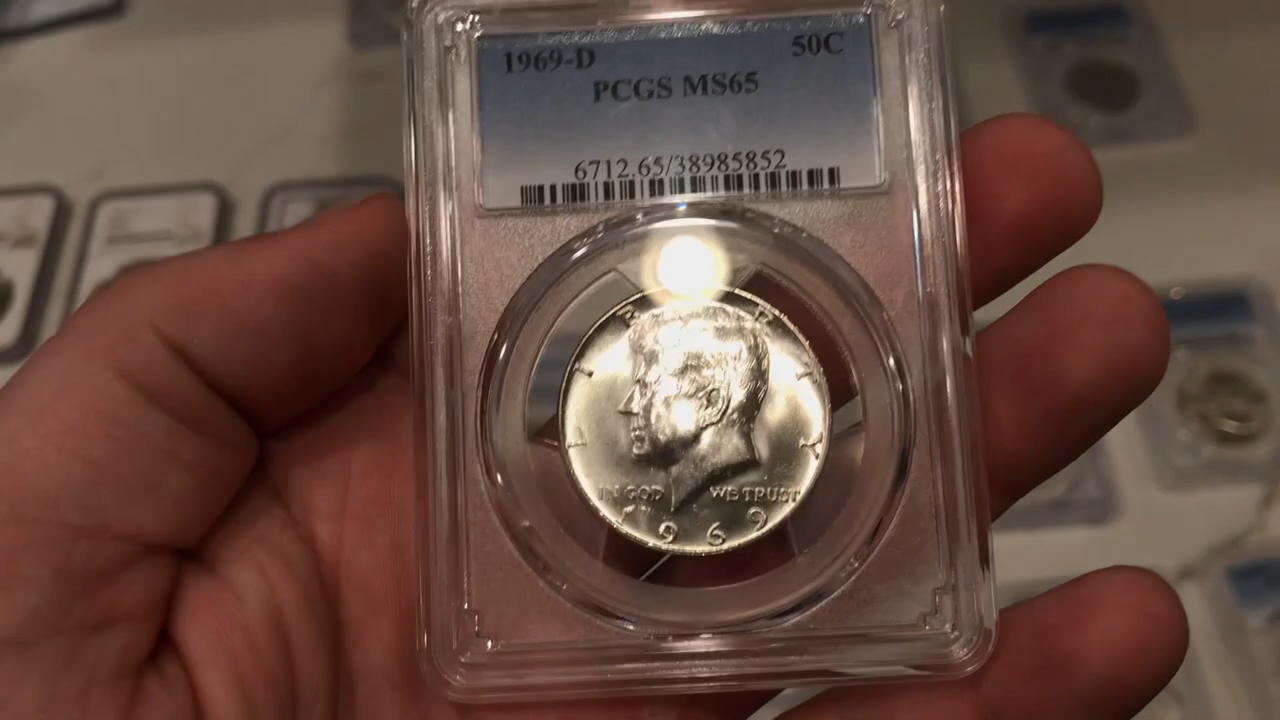 1969-D 50C
PCGS MS65
6712.65/38985852
LIBERTY
IN GOD WE TRUST
1969